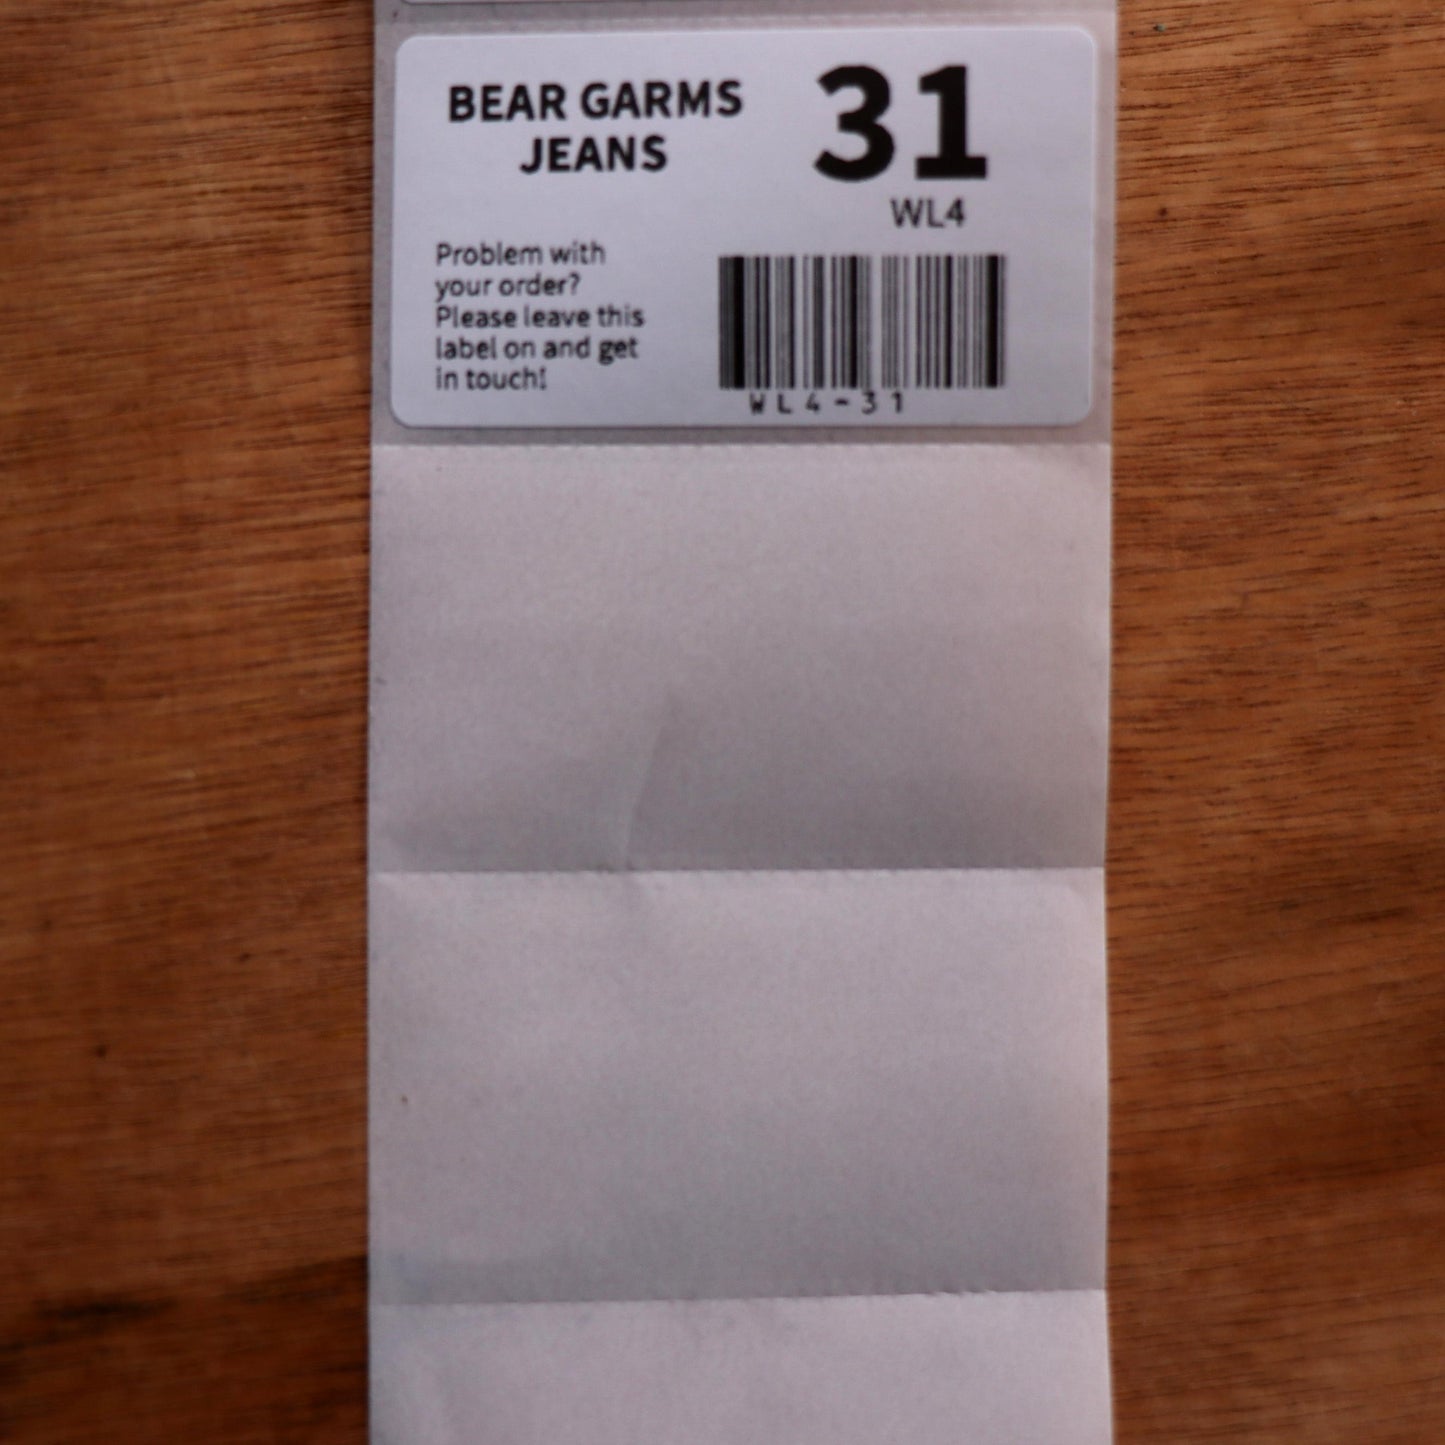 BEAR GARMS
JEANS
31
WL4
Problem with
your order?
Please leave this
label on and get
in touch!
WL4-31